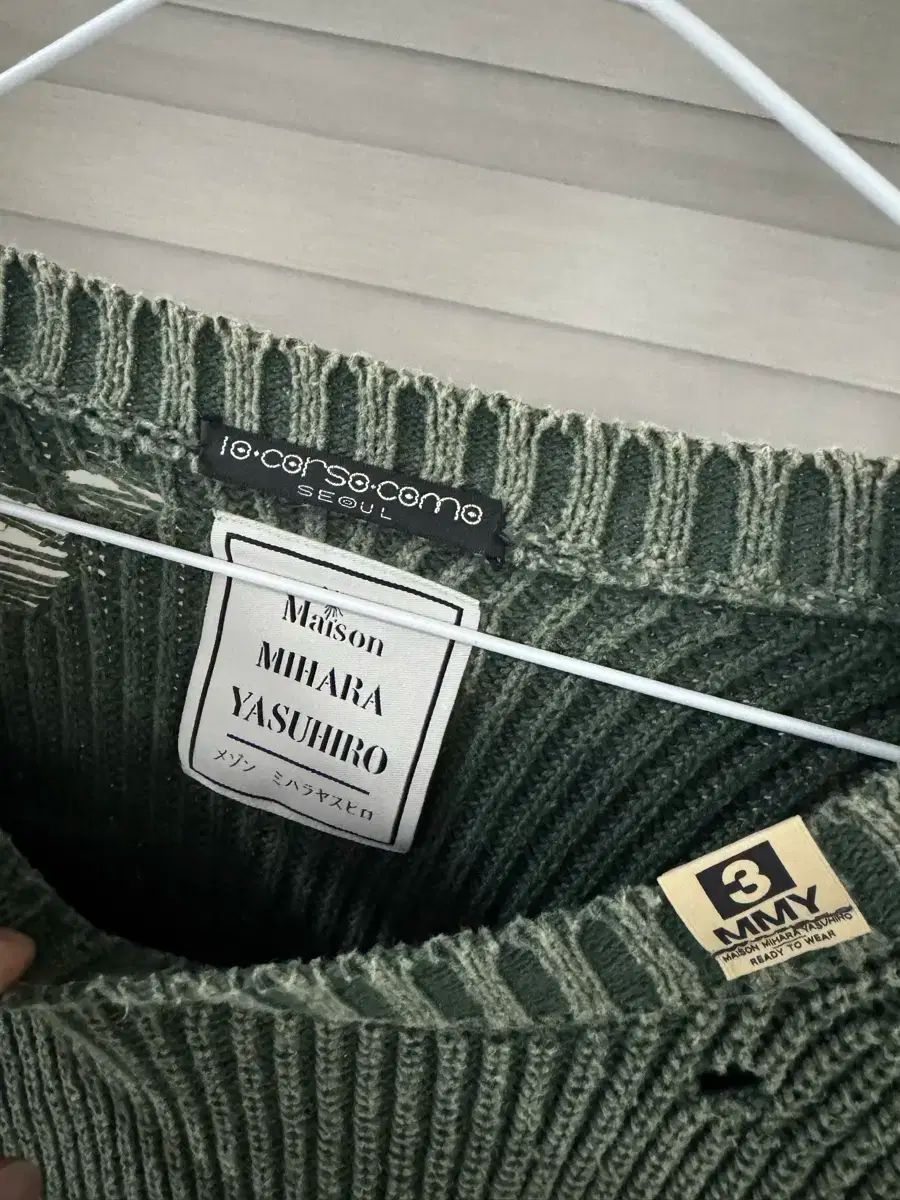 10·corso·como
SEOUL
Maison
MIHARA
YASUHIRO
メゾン ミハラヤスヒロ
3
MMY
MAISON MIHARA YASUHIRO
READY TO WEAR